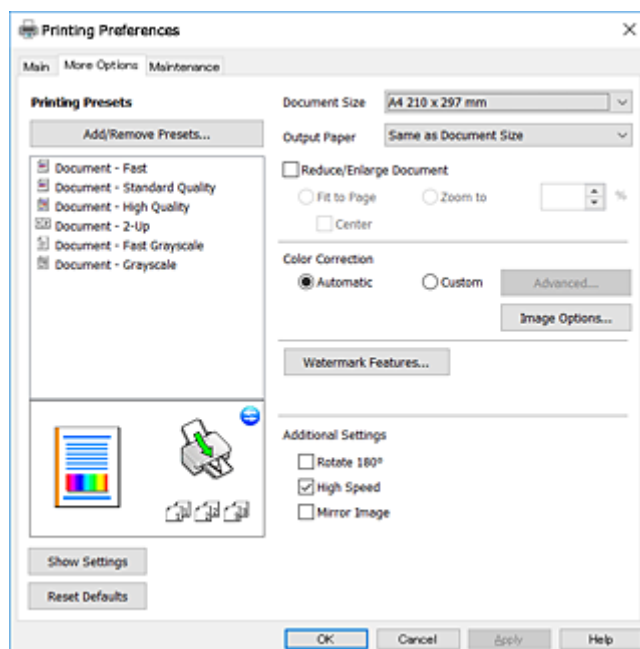 Printing Preferences
Main More Options Maintenance
Printing Presets
Add/Remove Presets...
Document - Fast
Document - Standard Quality
Document - High Quality
Document - 2-Up
Document - Fast Grayscale
Document - Grayscale
Show Settings
Reset Defaults
Document Size A4 210 x 297 mm
Output Paper Same as Document Size
Reduce/Enlarge Document
Fit to Page Zoom to %
Center
Color Correction
Automatic Custom Advanced...
Image Options...
Watermark Features...
Additional Settings
Rotate 180°
High Speed
Mirror Image
OK Cancel Apply Help